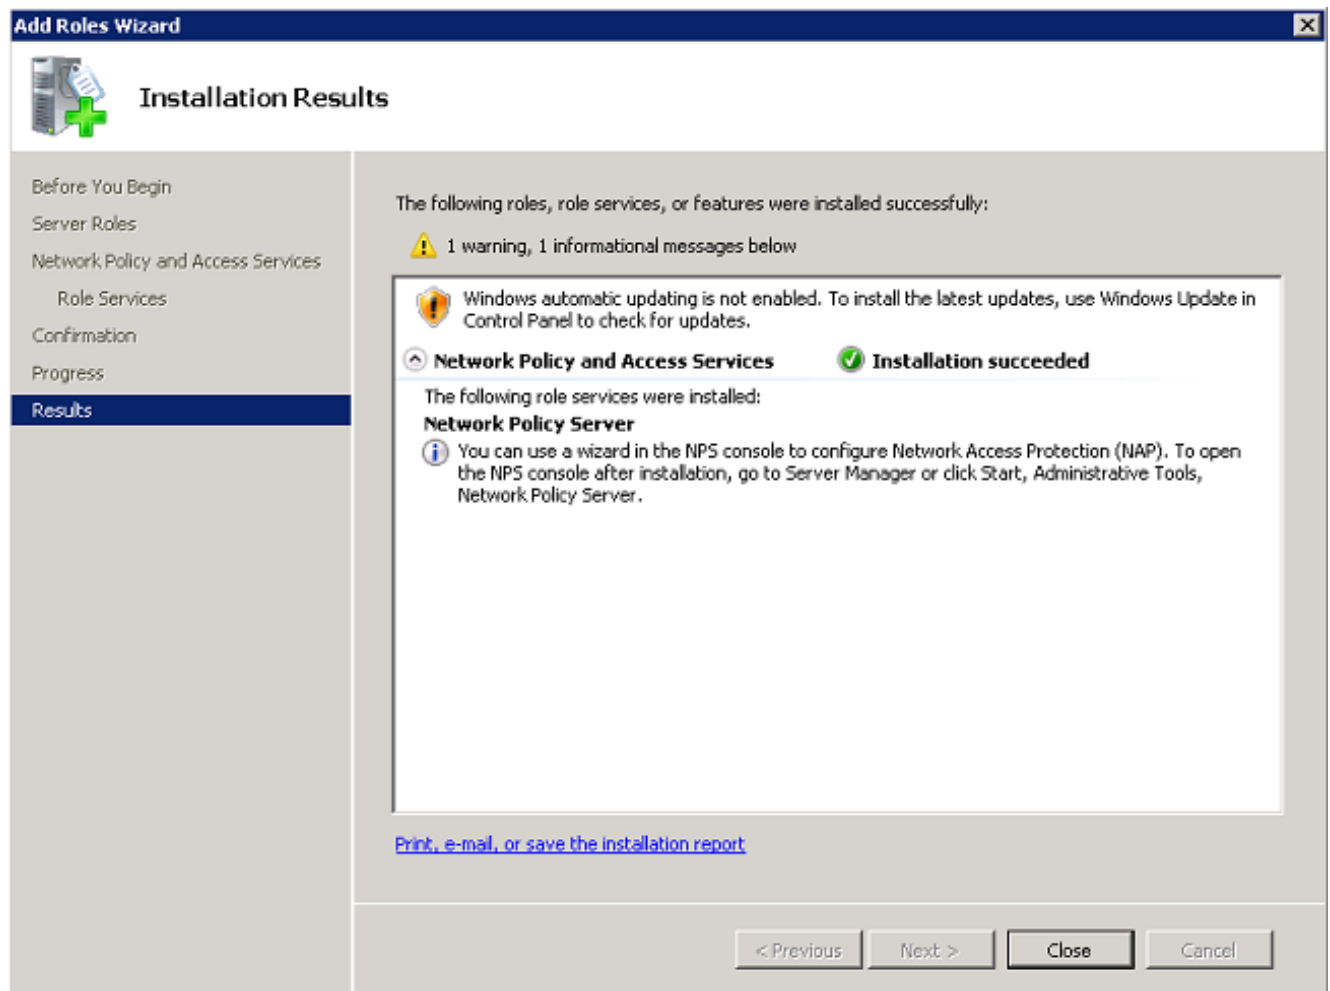 Add Roles Wizard
Installation Results
Before You Begin
Server Roles
Network Policy and Access Services
Role Services
Confirmation
Progress
Results
The following roles, role services, or features were installed successfully:
1 warning, 1 informational messages below
Windows automatic updating is not enabled. To install the latest updates, use Windows Update in
Control Panel to check for updates.
Network Policy and Access Services Installation succeeded
The following role services were installed:
Network Policy Server
You can use a wizard in the NPS console to configure Network Access Protection (NAP). To open
the NPS console after installation, go to Server Manager or click Start, Administrative Tools,
Network Policy Server.
Print, e-mail, or save the installation report
< Previous Next > Close Cancel